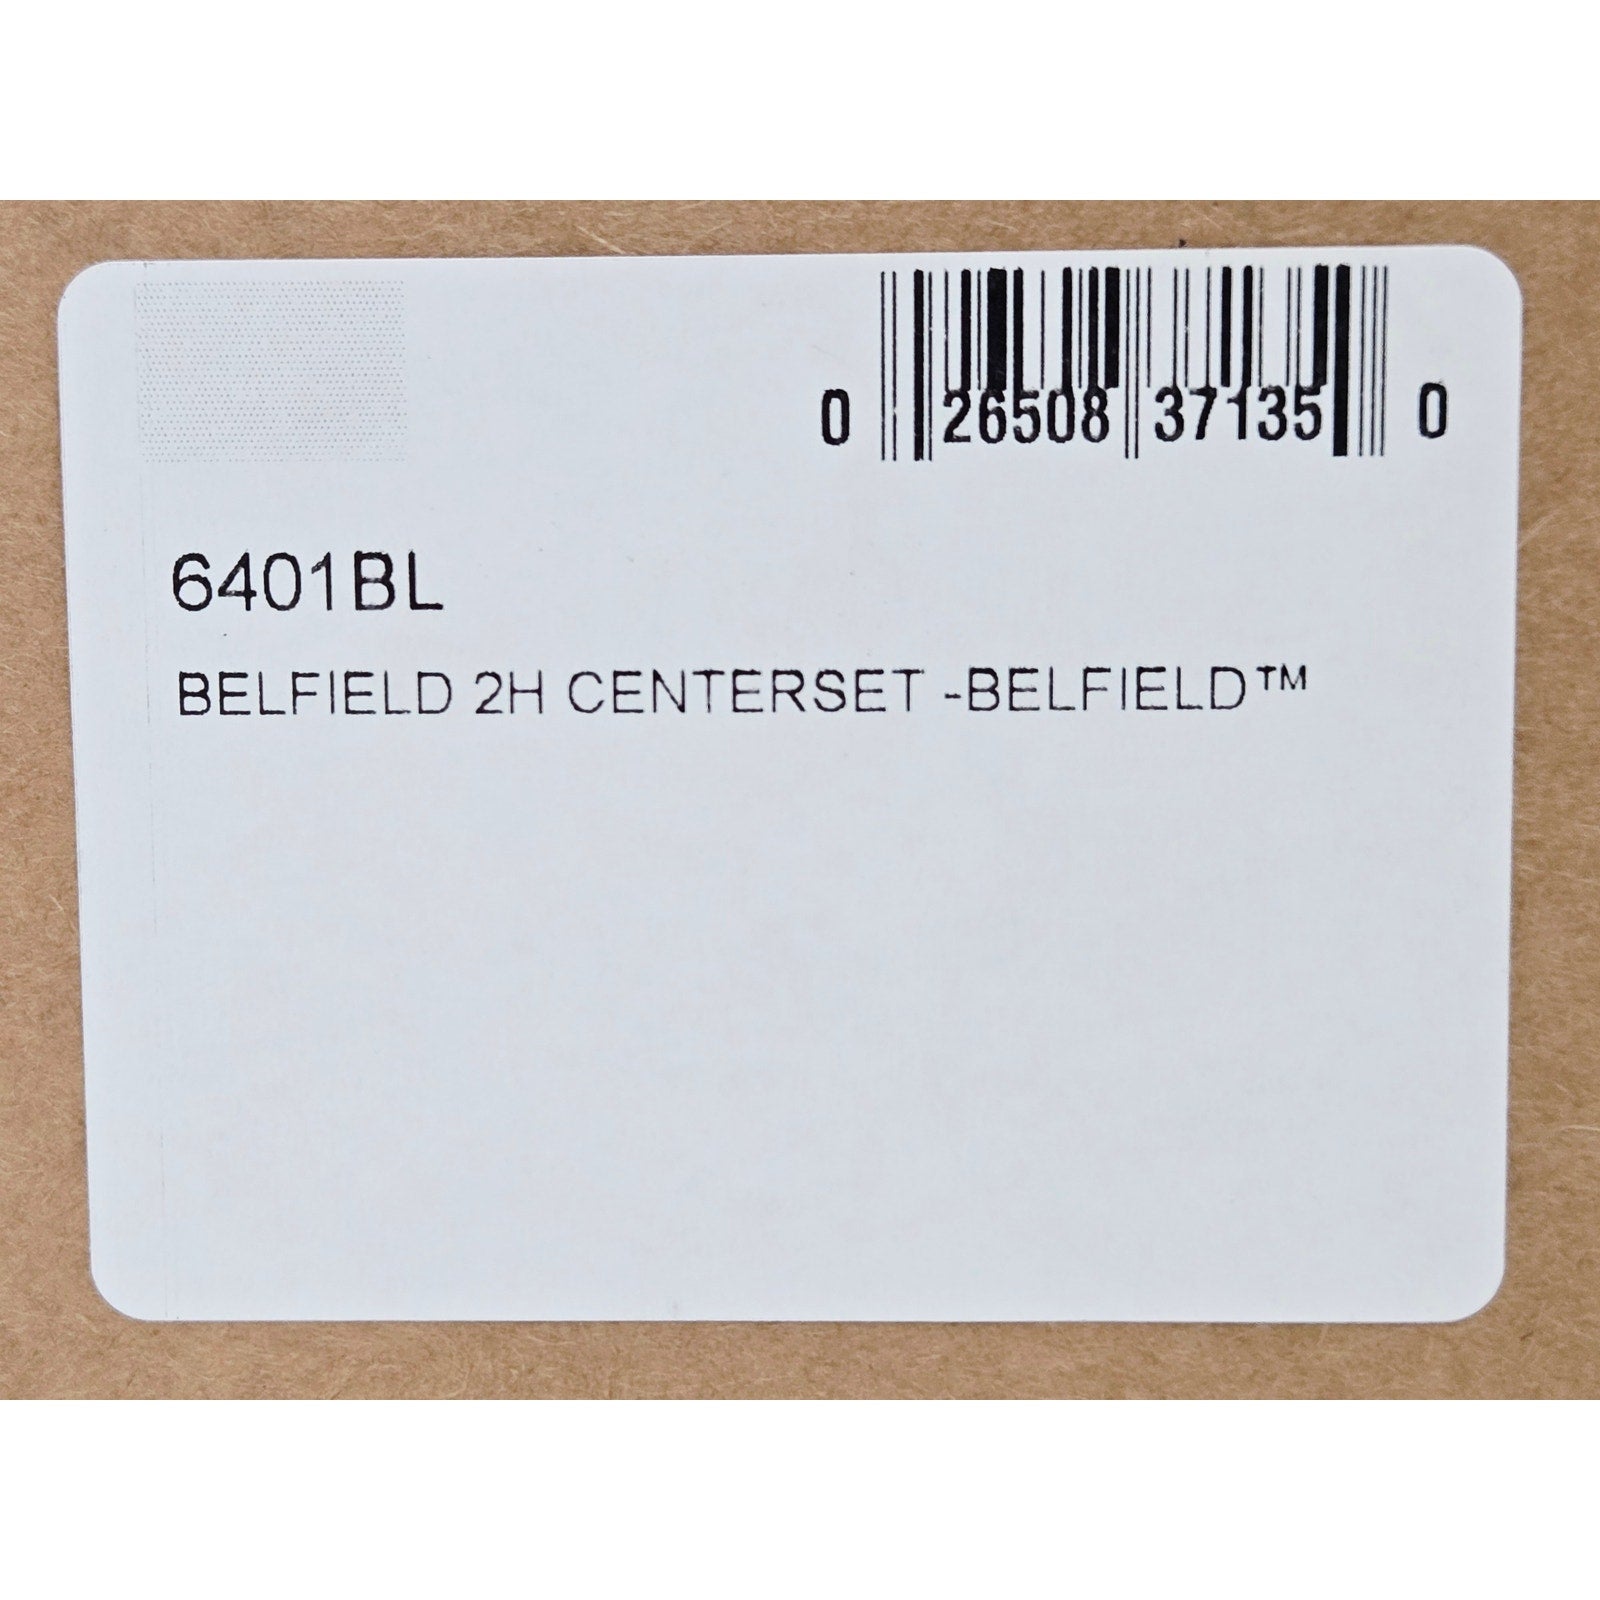 0 26508 37135 0
6401BL
BELFIELD 2H CENTERSET -BELFIELD™